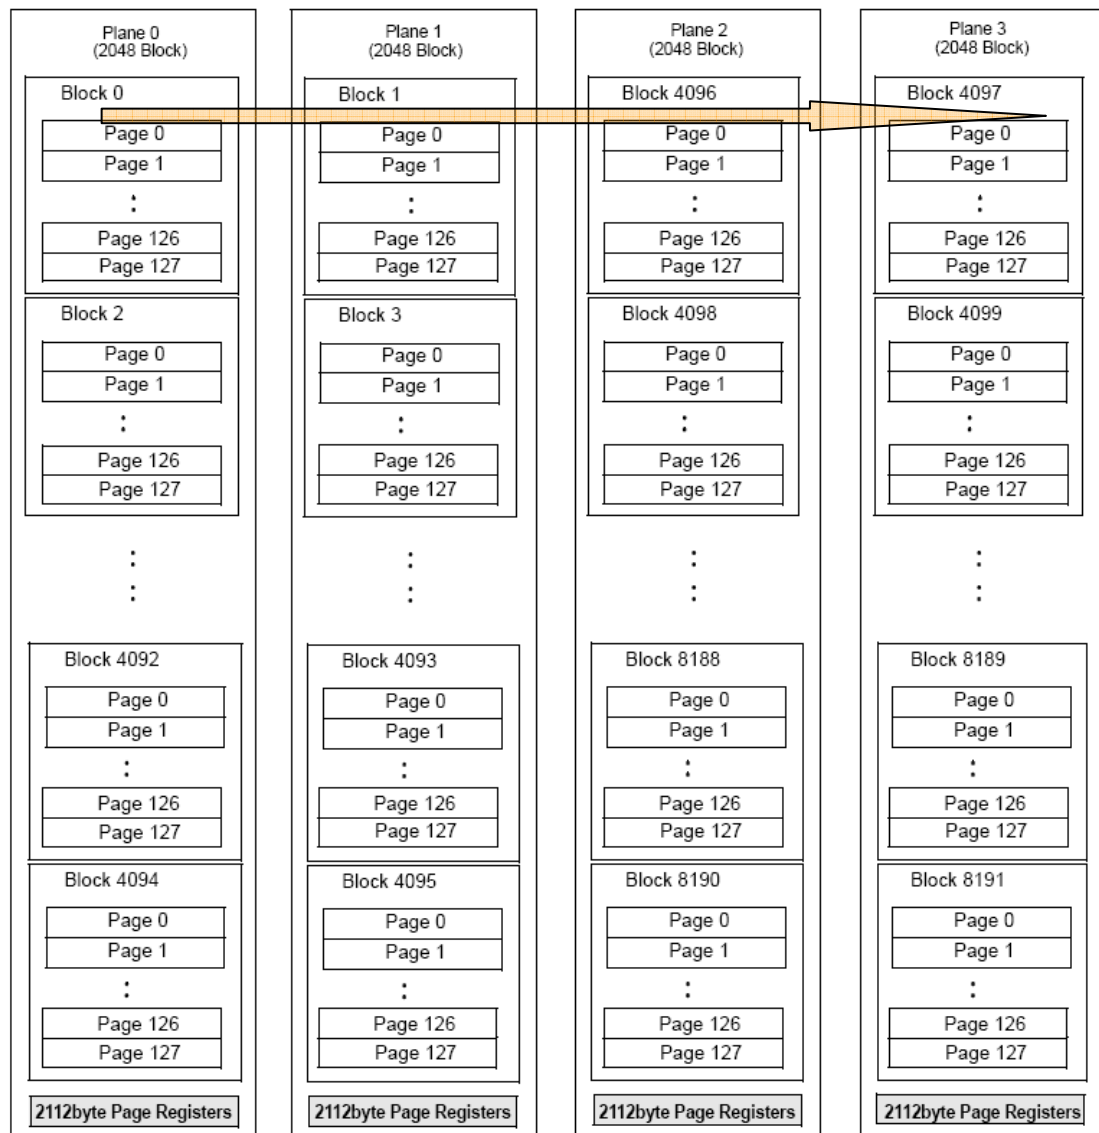 Plane 0
(2048 Block)
Block 0
Page 0
Page 1
Page 126
Page 127
Block 2
Page 0
Page 1
Page 126
Page 127
Block 4092
Page 0
Page 1
Page 126
Page 127
Block 4094
Page 0
Page 1
Page 126
Page 127
2112byte Page Registers
Plane 1
(2048 Block)
Block 1
Page 0
Page 1
Page 126
Page 127
Block 3
Page 0
Page 1
Page 126
Page 127
Block 4093
Page 0
Page 1
Page 126
Page 127
Block 4095
Page 0
Page 1
Page 126
Page 127
2112byte Page Registers
Plane 2
(2048 Block)
Block 4096
Page 0
Page 1
Page 126
Page 127
Block 4098
Page 0
Page 1
Page 126
Page 127
Block 8188
Page 0
Page 1
Page 126
Page 127
Block 8190
Page 0
Page 1
Page 126
Page 127
2112byte Page Registers
Plane 3
(2048 Block)
Block 4097
Page 0
Page 1
Page 126
Page 127
Block 4099
Page 0
Page 1
Page 126
Page 127
Block 8189
Page 0
Page 1
Page 126
Page 127
Block 8191
Page 0
Page 1
Page 126
Page 127
2112byte Page Registers